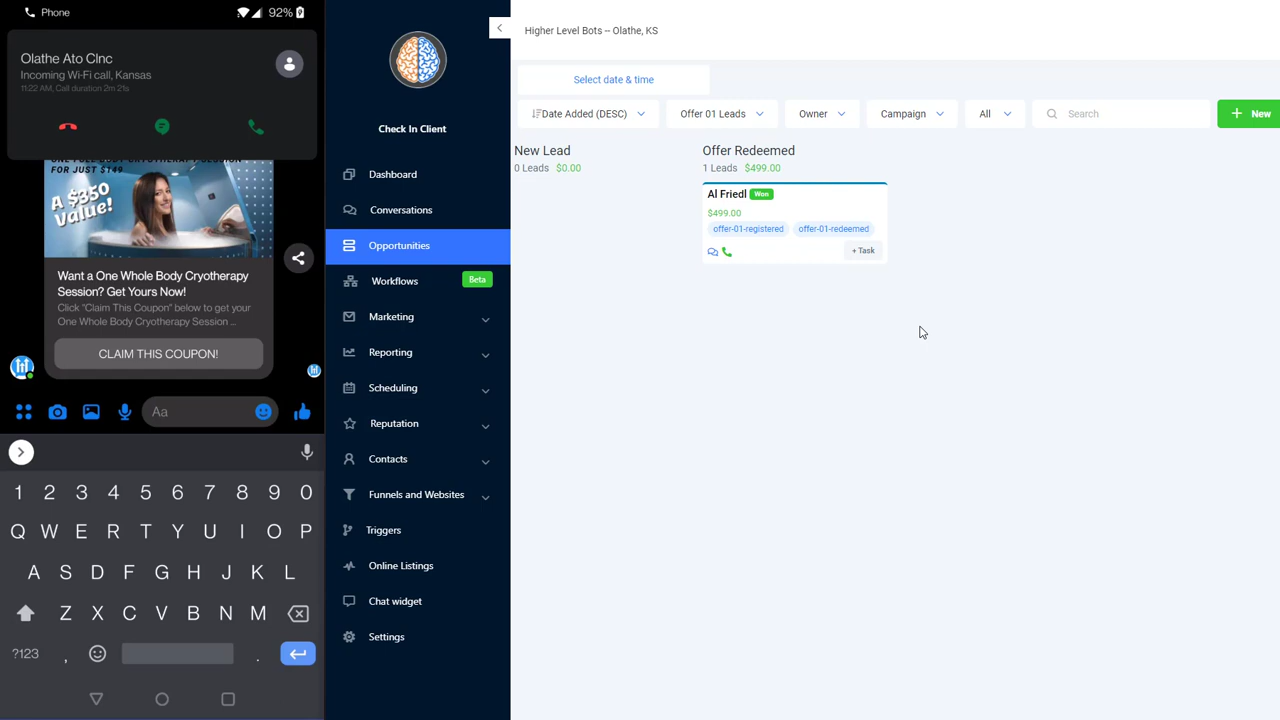 Phone
92%
Olathe Ato Clnc
Incoming Wi-Fi call, Kansas
11:22 AM, Call duration 2m 21s
ONE FULL BODY CRYOTHERAPY SESSION
FOR JUST $149
A $350
Value!
Want a One Whole Body Cryotherapy
Session? Get Yours Now!
Click "Claim This Coupon" below to get your
One Whole Body Cryotherapy Session ...
CLAIM THIS COUPON!
Aa
1 2 3 4 5 6 7 8 9 0
Q W E R T Y U I O P
A S D F G H J K L
Z X C V B N M
?123 , .
Check In Client
Dashboard
Conversations
Opportunities
Workflows Beta
Marketing
Reporting
Scheduling
Reputation
Contacts
Funnels and Websites
Triggers
Online Listings
Chat widget
Settings
Higher Level Bots -- Olathe, KS
Select date & time
Date Added (DESC) Offer 01 Leads Owner Campaign All Search + New
New Lead
0 Leads $0.00
Offer Redeemed
1 Leads $499.00
Al Friedl Won
$499.00
offer-01-registered offer-01-redeemed
+ Task